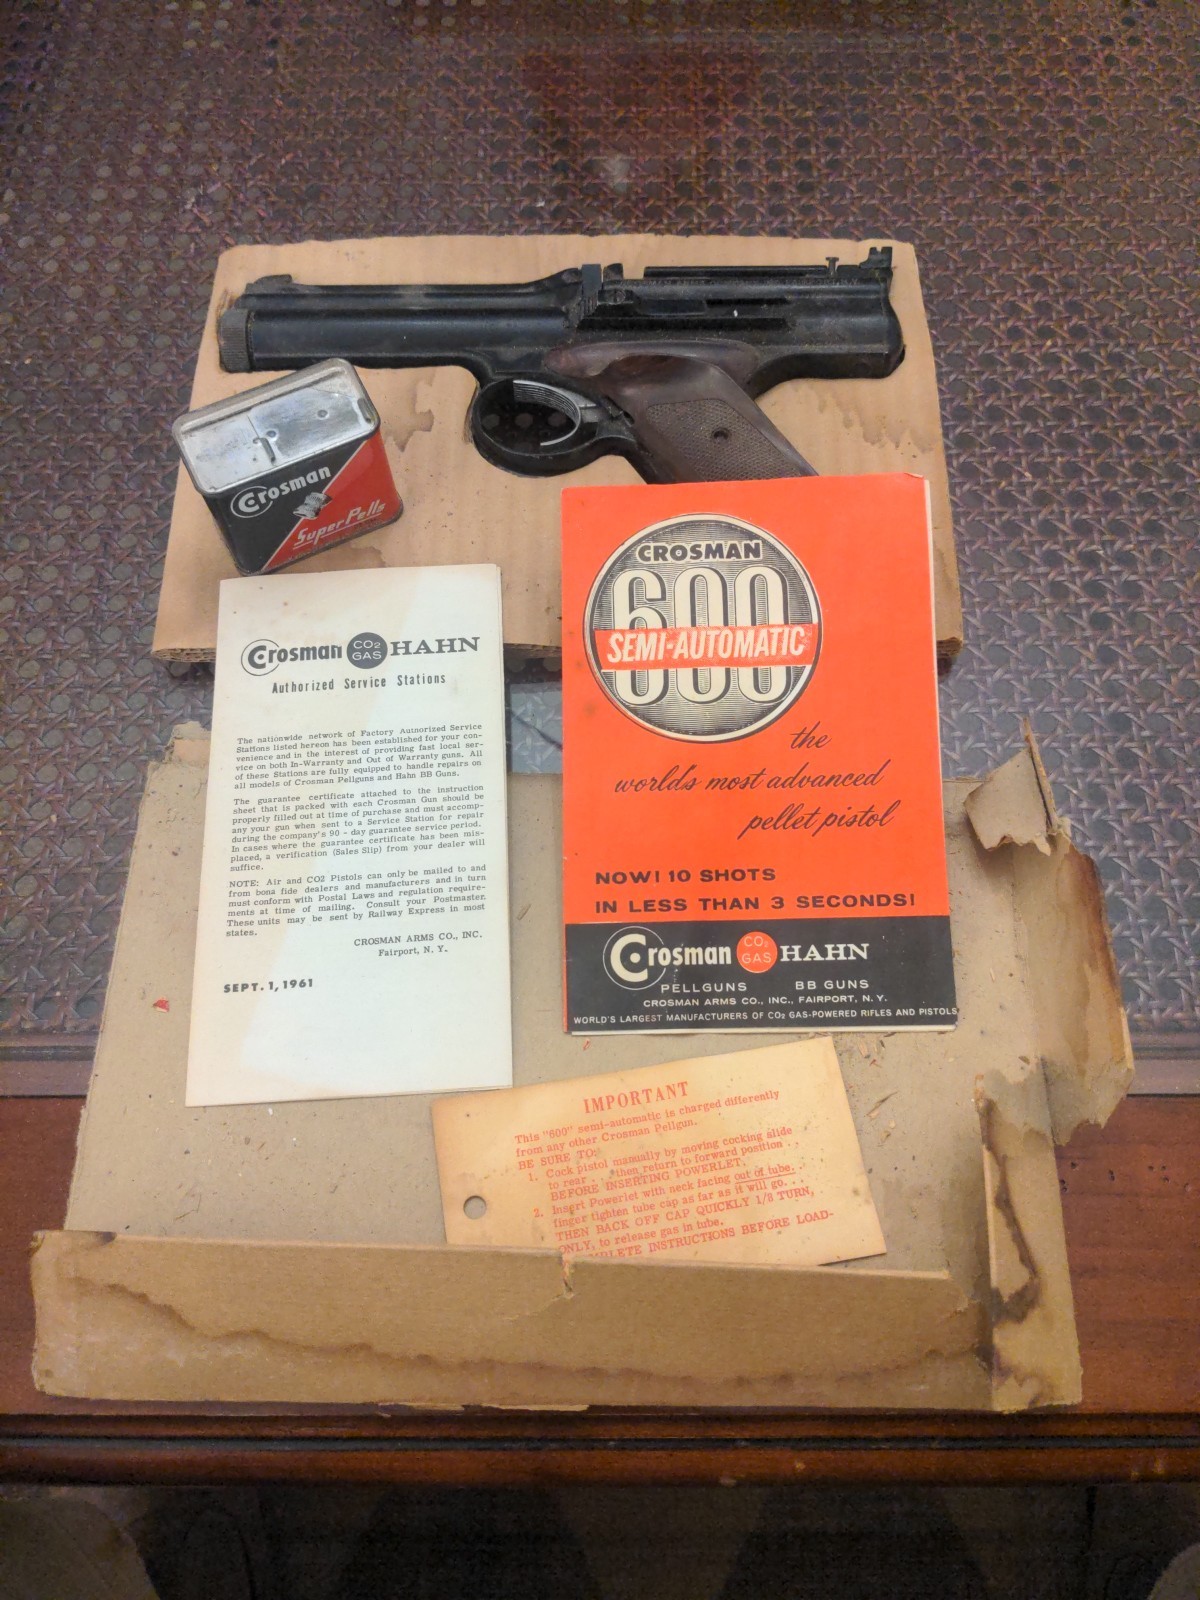 Crosman
SuperPells
Crosman CO2 GAS HAHN
Authorized Service Stations
The nationwide network of Factory Authorized Service
Stations listed hereon has been established for your con-
venience and in the interest of providing fast local ser-
vice on both In-Warranty and Out of Warranty guns. All
of these Stations are fully equipped to handle repairs on
all models of Crosman Pellguns and Hahn BB Guns.
The guarantee certificate attached to the instruction
sheet that is packed with each Crosman Gun should be
properly filled out at time of purchase and must accomp-
any your gun when sent to a Service Station for repair
during the company's 90 - day guarantee service period.
In cases where the guarantee certificate has been mis-
placed, a verification (Sales Slip) from your dealer will
suffice.
NOTE: Air and CO2 Pistols can only be mailed to and
from bona fide dealers and manufacturers and in turn
must conform with Postal Laws and regulation require-
ments at time of mailing. Consult your Postmaster.
These units may be sent by Railway Express in most
states.
CROSMAN ARMS CO., INC.
Fairport, N. Y.
SEPT. 1, 1961
CROSMAN
600
SEMI-AUTOMATIC
the
world's most advanced
pellet pistol
NOW! 10 SHOTS
IN LESS THAN 3 SECONDS!
Crosman CO2 GAS HAHN
PELLGUNS BB GUNS
CROSMAN ARMS CO., INC., FAIRPORT, N. Y.
WORLD'S LARGEST MANUFACTURERS OF CO2 GAS-POWERED RIFLES AND PISTOLS
IMPORTANT
This "600" semi-automatic is charged differently
from any other Crosman Pellgun.
BE SURE TO:
1. Cock pistol manually by moving cocking slide
to rear . . . then return to forward position . .
BEFORE INSERTING POWERLET.
2. Insert Powerlet with neck facing out of tube.
finger tighten tube cap as far as it will go. . .
THEN BACK OFF CAP QUICKLY 1/8 TURN,
ONLY, to release gas in tube.
INSTRUCTIONS BEFORE LOAD-